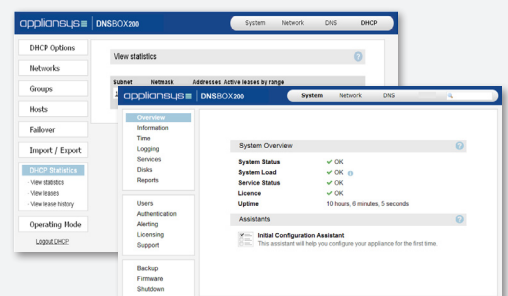 appliansys DNSBOX200
System Network DNS DHCP
DHCP Options
Networks
Groups
Hosts
Failover
Import / Export
DHCP Statistics
View statistics
View leases
View lease history
Operating Mode
Logout DHCP
View statistics
Subnet Netmask Addresses Active leases by range
appliansys DNSBOX200
System Network DNS
Overview
Information
Time
Logging
Services
Disks
Reports
Users
Authentication
Alerting
Licensing
Support
Backup
Firmware
Shutdown
System Overview
System Status OK
System Load OK
Service Status OK
Licence OK
Uptime 10 hours, 6 minutes, 5 seconds
Assistants
Initial Configuration Assistant
This assistant will help you configure your appliance for the first time.